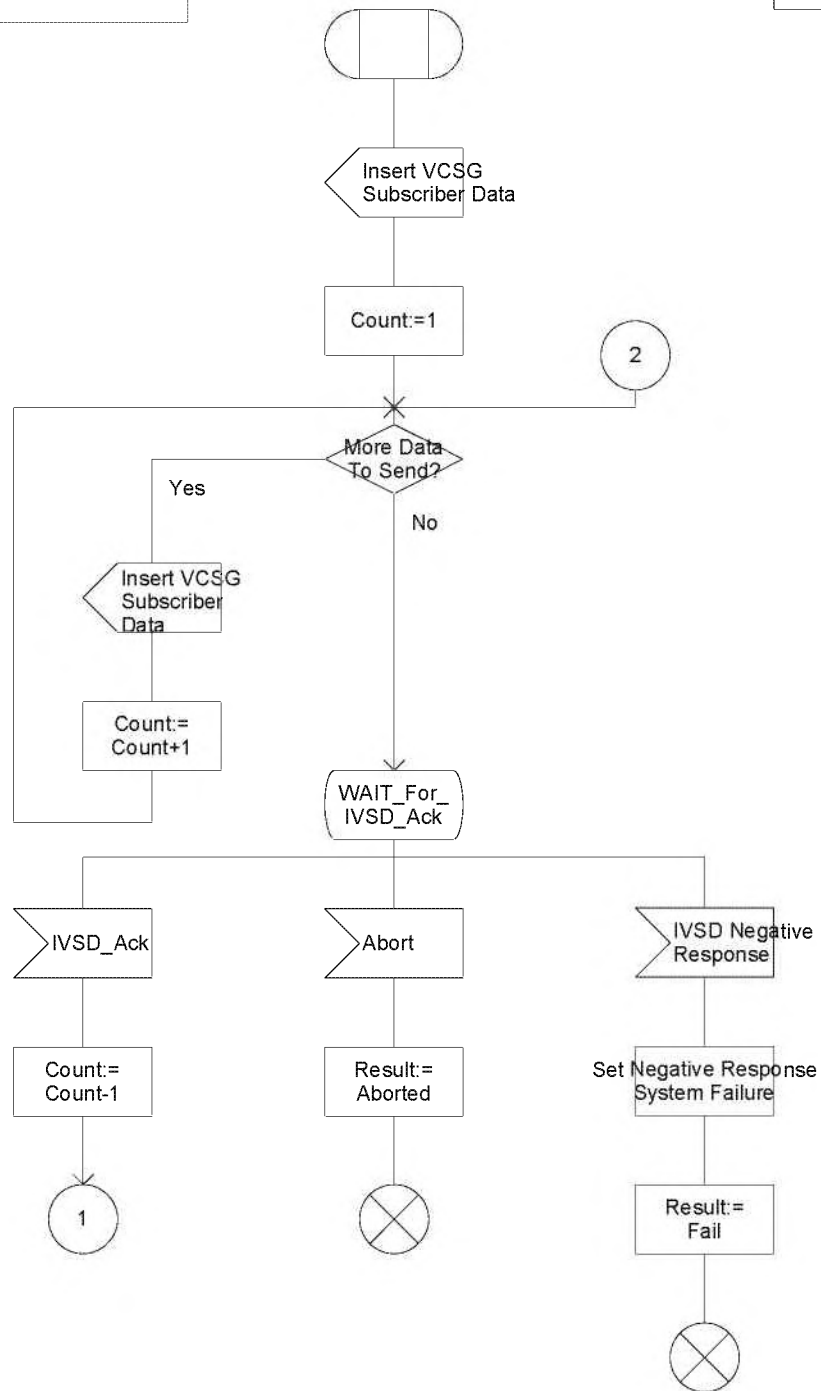 Insert VCSG
Subscriber Data
Count:=1
2
More Data
To Send?
Yes
No
Insert VCSG
Subscriber
Data
Count:=
Count+1
WAIT_For_
IVSD_Ack
IVSD_Ack
Abort
IVSD Negative
Response
Count:=
Count-1
Result:=
Aborted
Set Negative Response
System Failure
1
Result:=
Fail